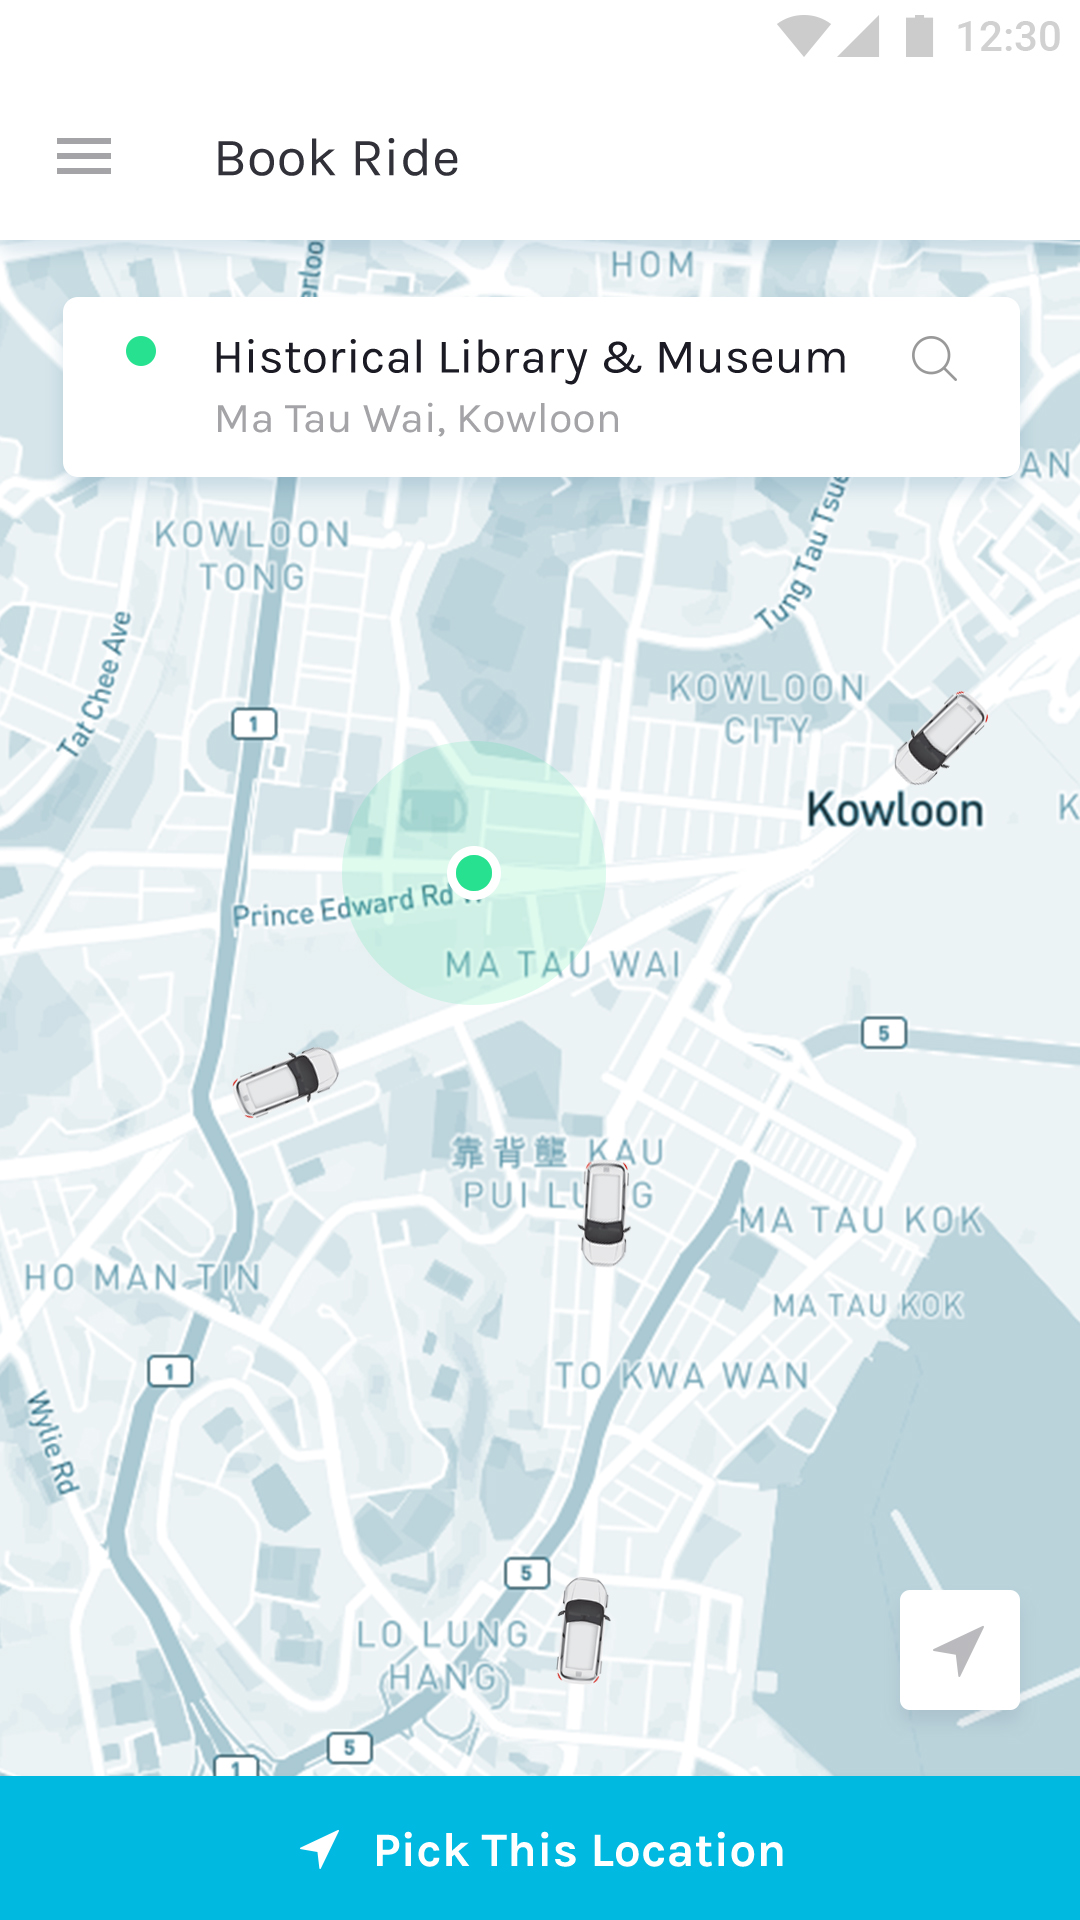 12:30
Book Ride
HOM
Historical Library & Museum
Ma Tau Wai, Kowloon
AN
KOWLOON
TONG
Tung Tau Tsue
Tat Chee Ave
KOWLOON
CITY
1
Kowloon
K
Prince Edward Rd
MA TAU WAI
5
靠背壟 KAU
PUI LU G
MA TAU KOK
HO MAN TIN
MA TAU KOK
1
TO KWA WAN
Wylie Rd
5
LO LUNG
HANG
5
1
Pick This Location